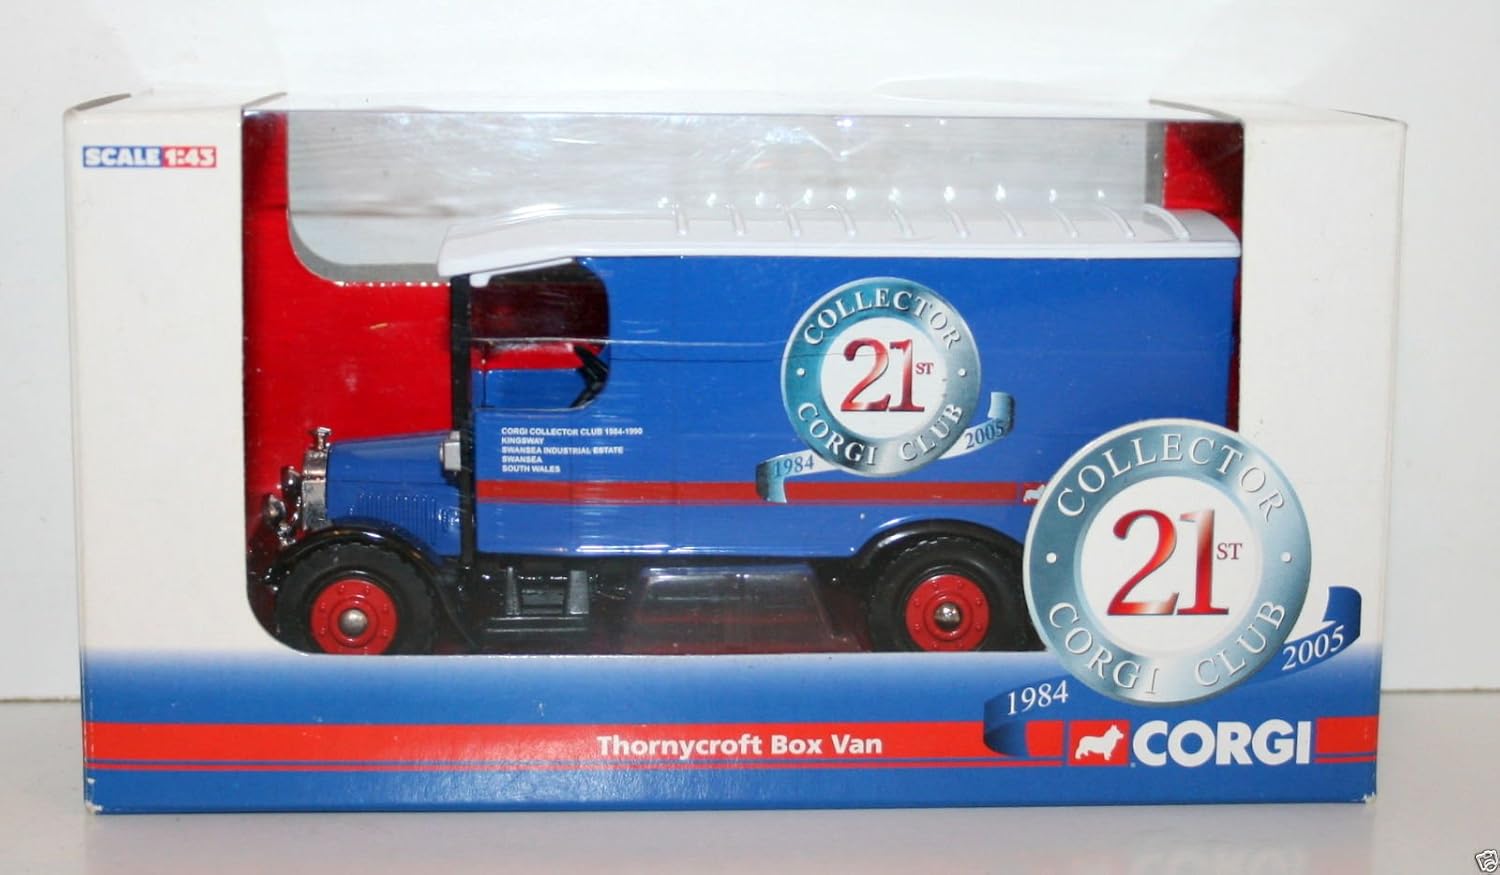 SCALE 1:43
COLLECTOR
21ST
CORGI CLUB
1984 2005
CORGI COLLECTOR CLUB 1984-1990
KINGSWAY
SWANSEA INDUSTRIAL ESTATE
SWANSEA
SOUTH WALES
COLLECTOR
21ST
CORGI CLUB
1984 2005
Thornycroft Box Van
CORGI